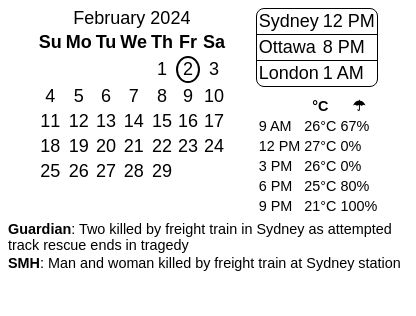 February 2024
Su Mo Tu We Th Fr Sa
1 2 3
4 5 6 7 8 9 10
11 12 13 14 15 16 17
18 19 20 21 22 23 24
25 26 27 28 29
Sydney 12 PM
Ottawa 8 PM
London 1 AM
°C ☂
9 AM 26°C 67%
12 PM 27°C 0%
3 PM 26°C 0%
6 PM 25°C 80%
9 PM 21°C 100%
Guardian: Two killed by freight train in Sydney as attempted
track rescue ends in tragedy
SMH: Man and woman killed by freight train at Sydney station